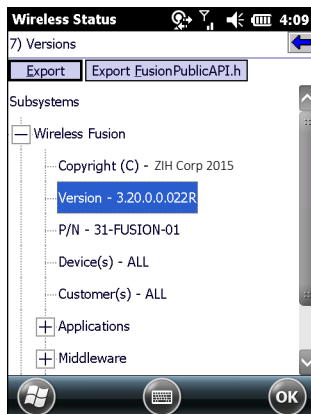 Wireless Status 4:09
7) Versions
Export Export FusionPublicAPI.h
Subsystems
Wireless Fusion
Copyright (C) - ZIH Corp 2015
Version - 3.20.0.0.022R
P/N - 31-FUSION-01
Device(s) - ALL
Customer(s) - ALL
Applications
Middleware
OK